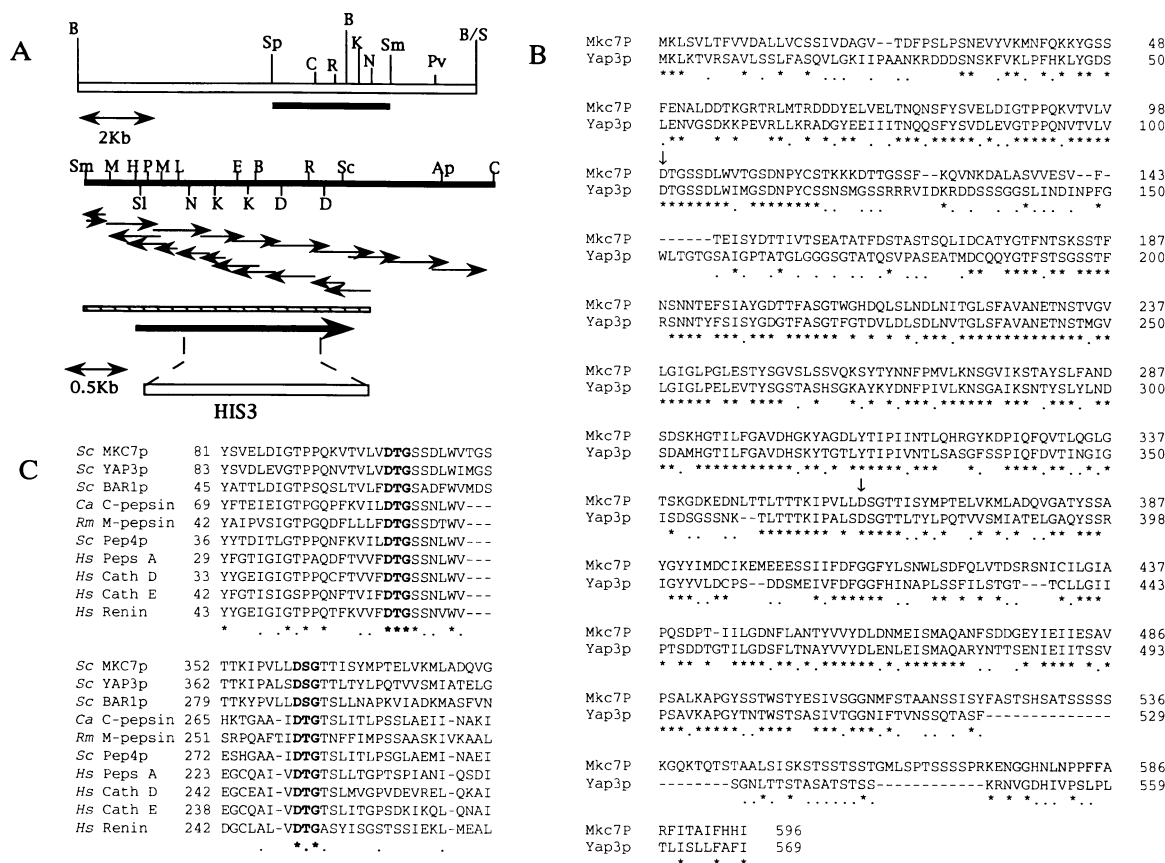 A
B
B
Sp
C
R
K
N
Sm
Pv
B/S
2Kb
Sm M H P M L E B R Sc Ap C
Sl N K K D D
0.5Kb
HIS3
B
Mkc7P MKLSVLTFVVDALLVCSSIVDAGV--TDFPSLPSNEVYVKMNFQKKYGSS 48
Yap3p MKLKTVRSAVLSSLFASQVLGKIIPAANKRDDDSNSKFVKLPFHKLYGDS 50
Mkc7P FENALDDTKGRTRLMTRDDDYELVELTNQNSFYSVELDIGTPPQKVTVLV 98
Yap3p LENVGSDKKPEVRLLKRADGYEEIIITNQQSFYSVDLEVGTPPQNVTVLV 100
↓
Mkc7P DTGSSDLWVTGSDNPYCSTKKKDTTGSSF--KQVNKDALASVVESV--F- 143
Yap3p DTGSSDLWIMGSDNPYCSSNSMGSSRRRVIDKRDDSSSGGSLINDINPFG 150
Mkc7P ------TEISYDTTIVTSEATATFDSTASTSQLIDCATYGTFNTSKSSTF 187
Yap3p WLTGTGSAIGPTATGLGGGSGTATQSVPASEATMDCQQYGTFSTSGSSTF 200
Mkc7P NSNNTEFSIAYGDTTFASGTWGHDQLSLNDLNITGLSFAVANETNSTVGV 237
Yap3p RSNNTYFSISYGDGTFASGTFGTDVLDLSDLNVTGLSFAVANETNSTMGV 250
Mkc7P LGIGLPGLESTYSGVSLSSVQKSYTYNNFPMVLKNSGVIKSTAYSLFAND 287
Yap3p LGIGLPELEVTYSGSTASHSGKAYKYDNFPIVLKNSGAIKSNTYSLYLND 300
Mkc7P SDSKHGTILFGAVDHGKYAGDLYTIPIINTLQHRGYKDPIQFQVTLQGLG 337
Yap3p SDAMHGTILFGAVDHSKYTGTLYTIPIVNTLSASGFSSPIQFDVTINGIG 350
↓
Mkc7P TSKGDKEDNLTTLTTTKIPVLLDSGTTISYMPTELVKMLADQVGATYSSA 387
Yap3p ISDSGSSNK-TLTTTKIPALSDSGTTLTYLPQTVVSMIATELGAQYSSR 398
Mkc7P YGYYIMDCIKEMEEESSIIFDFGGFYLSNWLSDFQLVTDSRSNICILGIA 437
Yap3p IGYYVLDCPS--DDSMEIVFDFGGFHINAPLSSFILSTGT---TCLLGII 443
Mkc7P PQSDPT-IILGDNFLANTYVVYDLDNMEISMAQANFSDDGEYIEIIESAV 486
Yap3p PTSDDTGTILGDSFLTNAYVVYDLENLEISMAQARYNTTSENIEIITSSV 493
Mkc7P PSALKAPGYSSTWSTYESIVSGGNMFSTAANSSISYFASTSHSATSSSSS 536
Yap3p PSAVKAPGYTNTWSTSASIVTGGNIFTVNSSQTASF-------------- 529
Mkc7P KGQKTQTSTTAALSISKSTSSTSSTGMLSPTSSSSPRKENGGHNLNPPFFA 586
Yap3p --------SGNLTTSTASATSTSS------------KRNVGDHIVPSLPL 559
Mkc7P RFITAIFHHI 596
Yap3p TLISLLFAFI 569
C
Sc MKC7p 81 YSVELDIGTPPQKVTVLVDTGSSDLWVTGS
Sc YAP3p 83 YSVDLEVGTPPQNVTVLVDTGSSDLWIMGS
Sc BAR1p 45 YATTLDIGTPSQSLTVLFDTGSADFWVMDS
Ca C-pepsin 69 YFTEIEIGTPGQPFKVILDTGSSNLWV---
Rm M-pepsin 42 YAIPVSIGTPGQDFLLLFDTGSSDTWV---
Sc Pep4p 36 YYTDITLGTPPQNFKVILDTGSSNLWV---
Hs Peps A 29 YFGTIGIGTPAQDFTVVFDTGSSNLWV---
Hs Cath D 33 YYGEIGIGTPPQCFTVVFDTGSSNLWV---
Hs Cath E 42 YFGTISIGSPPQNFTVIFDTGSSNLWV---
Hs Renin 43 YYGEIGIGTPPQTFKVVFDTGSSNVWV---
Sc MKC7p 352 TTKIPVLLDSGTTISYMPTELVKMLADQVG
Sc YAP3p 362 TTKIPALSDSGTTLTYLPQTVVSMIATELG
Sc BAR1p 279 TTKYPVLLDSGTSLLNAPKVIADKMASFVN
Ca C-pepsin 265 HKTGAA-IDTGTSLITLPSSLAEII-NAKI
Rm M-pepsin 251 SRPQAFTIDTGTNFFIMPSSAASKIVKAAL
Sc Pep4p 272 ESHGAA-IDTGTSLITLPSGLAEMI-NAEI
Hs Peps A 223 EGCQAI-VDTGTSLLTGPTSPIANI-QSDI
Hs Cath D 242 EGCEAI-VDTGTSLMVGPVDEVREL-QKAI
Hs Cath E 238 EGCQAI-VDTGTSLITGPSDKIKQL-QNAI
Hs Renin 242 DGCLAL-VDTGASYISGSTSSIEKL-MEAL